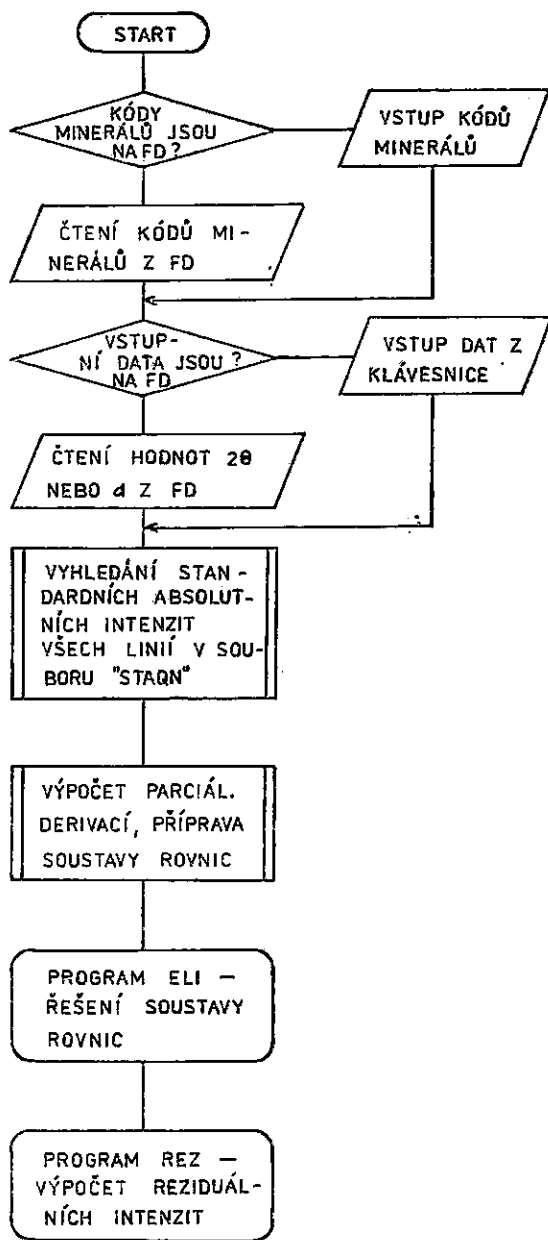 START
KÓDY
MINERÁLŮ JSOU
NA FD?
VSTUP KÓDŮ
MINERÁLŮ
ČTENÍ KÓDŮ MI-
NERÁLŮ Z FD
VSTUP-
NÍ DATA JSOU ?
NA FD
VSTUP DAT Z
KLÁVESNICE
ČTENÍ HODNOT 2θ
NEBO d Z FD
VYHLEDÁNÍ STAN-
DARDNÍCH ABSOLUT-
NÍCH INTENZIT
VŠECH LINIÍ V SOU-
BORU "STAQN"
VÝPOČET PARCIÁL.
DERIVACÍ, PŘÍPRAVA
SOUSTAVY ROVNIC
PROGRAM ELI —
ŘEŠENÍ SOUSTAVY
ROVNIC
PROGRAM REZ —
VÝPOČET REZIDUÁL-
NÍCH INTENZIT